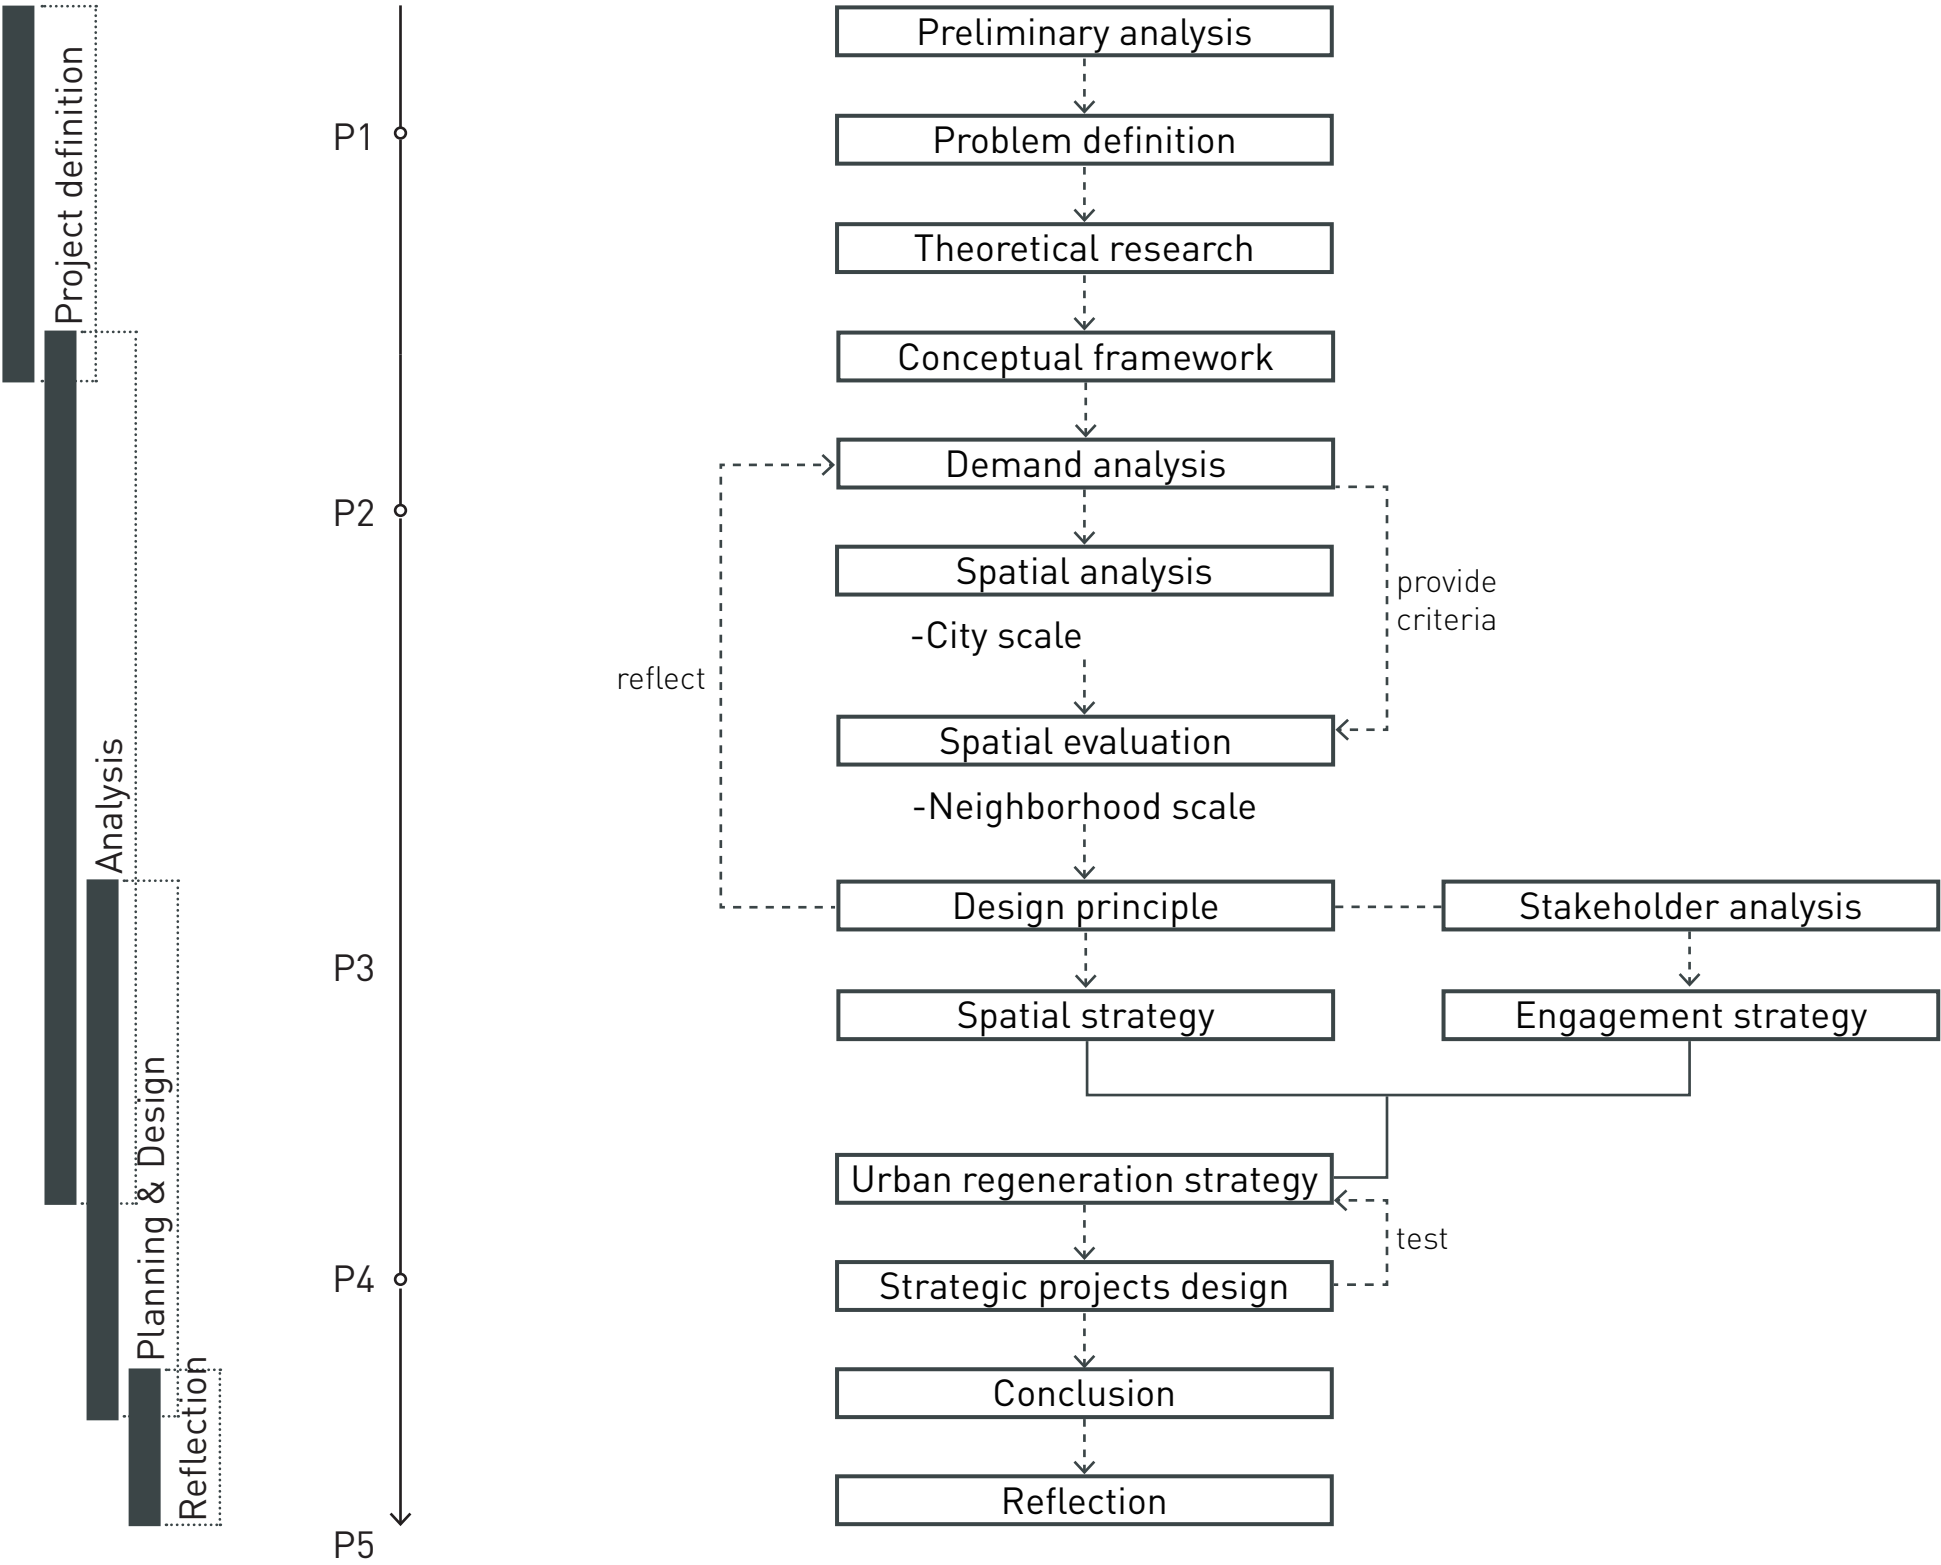 Project definition
Analysis
Planning & Design
Reflection
P1
P2
P3
P4
P5
Preliminary analysis
Problem definition
Theoretical research
Conceptual framework
Demand analysis
Spatial analysis
provide
criteria
-City scale
reflect
Spatial evaluation
-Neighborhood scale
Design principle
Stakeholder analysis
Spatial strategy
Engagement strategy
Urban regeneration strategy
test
Strategic projects design
Conclusion
Reflection